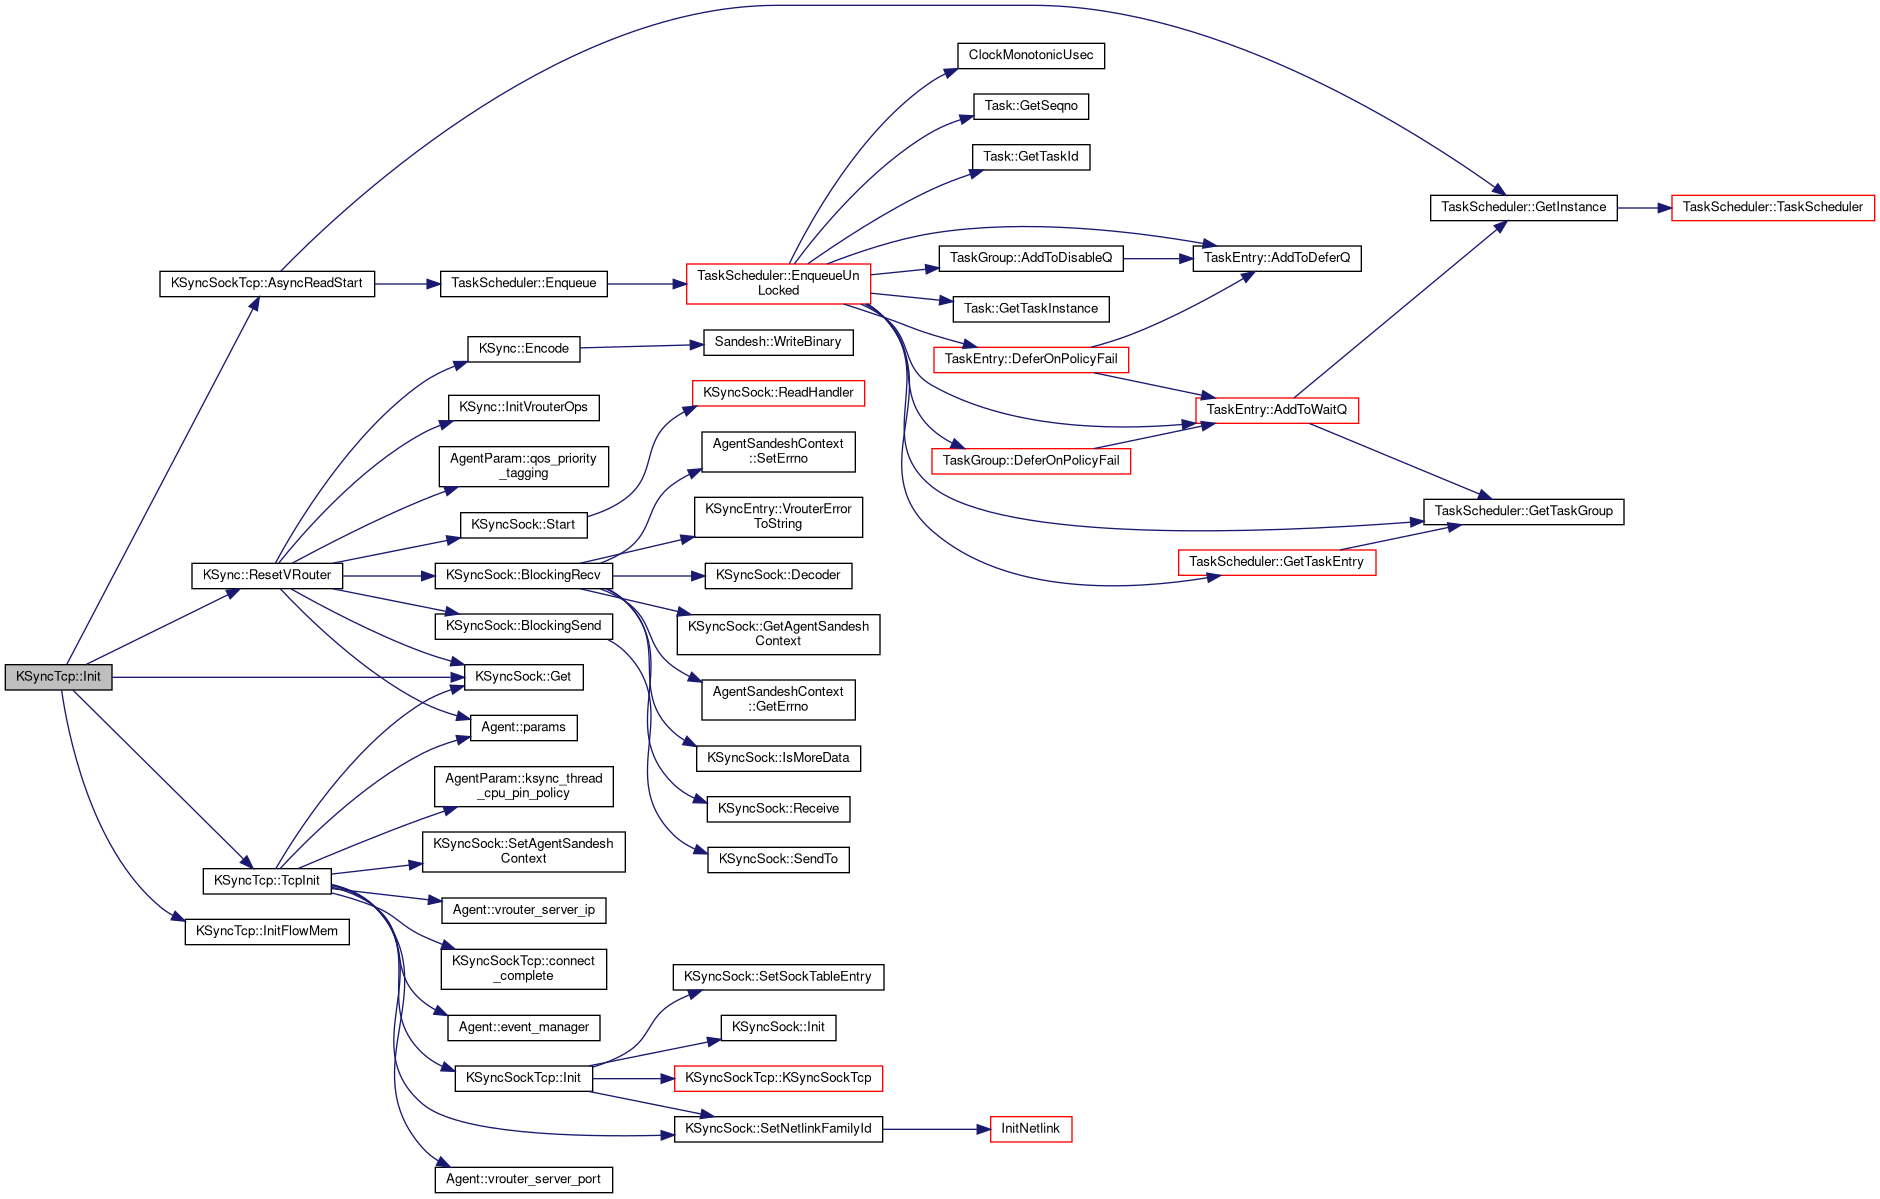 KSyncTcp::Init
KSyncSockTcp::AsyncReadStart
KSync::ResetVRouter
KSyncTcp::TcpInit
KSyncTcp::InitFlowMem
TaskScheduler::Enqueue
KSync::Encode
KSync::InitVrouterOps
AgentParam::qos_priority
_tagging
KSyncSock::Start
KSyncSock::BlockingRecv
KSyncSock::BlockingSend
KSyncSock::Get
Agent::params
AgentParam::ksync_thread
_cpu_pin_policy
KSyncSock::SetAgentSandesh
Context
Agent::vrouter_server_ip
KSyncSockTcp::connect
_complete
Agent::event_manager
KSyncSockTcp::Init
Agent::vrouter_server_port
TaskScheduler::EnqueueUn
Locked
Sandesh::WriteBinary
KSyncSock::ReadHandler
AgentSandeshContext
::SetErrno
KSyncEntry::VrouterError
ToString
KSyncSock::Decoder
KSyncSock::GetAgentSandesh
Context
AgentSandeshContext
::GetErrno
KSyncSock::IsMoreData
KSyncSock::Receive
KSyncSock::SendTo
KSyncSock::SetSockTableEntry
KSyncSock::Init
KSyncSockTcp::KSyncSockTcp
KSyncSock::SetNetlinkFamilyId
ClockMonotonicUsec
Task::GetSeqno
Task::GetTaskId
TaskGroup::AddToDisableQ
Task::GetTaskInstance
TaskEntry::DeferOnPolicyFail
TaskGroup::DeferOnPolicyFail
InitNetlink
TaskEntry::AddToDeferQ
TaskEntry::AddToWaitQ
TaskScheduler::GetTaskEntry
TaskScheduler::GetInstance
TaskScheduler::GetTaskGroup
TaskScheduler::TaskScheduler